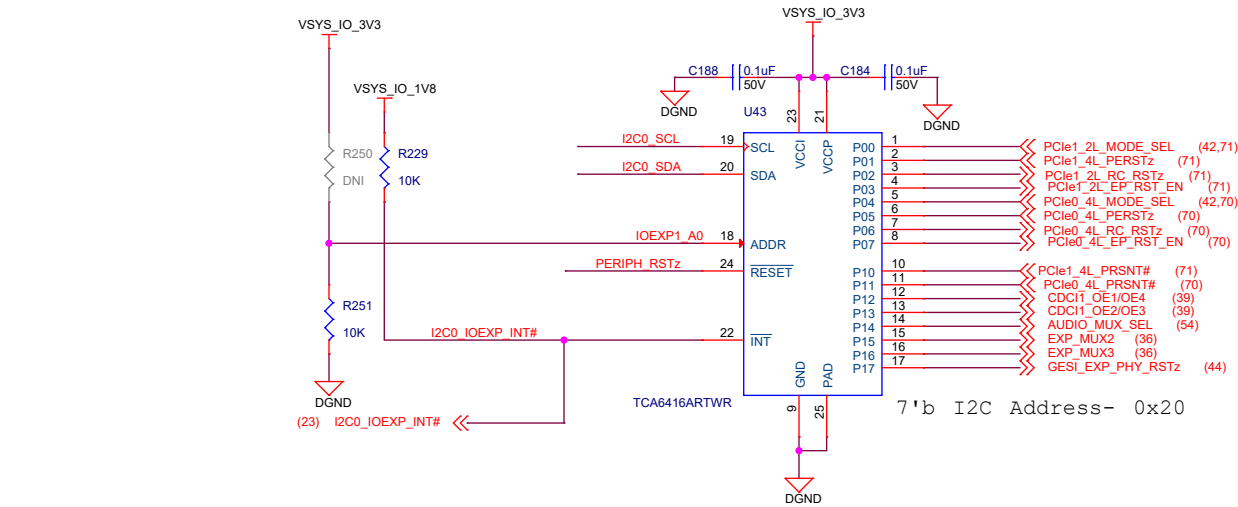 VSYS_IO_3V3
VSYS_IO_3V3
C188
0.1uF
50V
C184
0.1uF
50V
VSYS_IO_1V8
DGND
DGND
U43
23
21
R250
DNI
R229
10K
I2C0_SCL
19
SCL
VCCI
VCCP
P00
1
PCIe1_2L_MODE_SEL (42,71)
P01
2
PCIe1_4L_PERSTz (71)
I2C0_SDA
20
SDA
P02
3
PCIe1_2L_RC_RSTz (71)
P03
4
PCIe1_2L_EP_RST_EN (71)
P04
5
PCIe0_4L_MODE_SEL (42,70)
P05
6
PCIe0_4L_PERSTz (70)
P06
7
PCIe0_4L_RC_RSTz (70)
IOEXP1_A0
18
ADDR
P07
8
PCIe0_4L_EP_RST_EN (70)
PERIPH_RSTz
24
RESET
P10
10
PCIe1_4L_PRSNT# (71)
P11
11
PCIe0_4L_PRSNT# (70)
P12
12
CDCI1_OE1/OE4 (39)
R251
10K
P13
13
CDCI1_OE2/OE3 (39)
P14
14
AUDIO_MUX_SEL (54)
I2C0_IOEXP_INT#
22
INT
P15
15
EXP_MUX2 (36)
P16
16
EXP_MUX3 (36)
P17
17
GESI_EXP_PHY_RSTz (44)
GND
PAD
DGND
TCA6416ARTWR
9
25
7'b I2C Address- 0x20
(23) I2C0_IOEXP_INT#
DGND